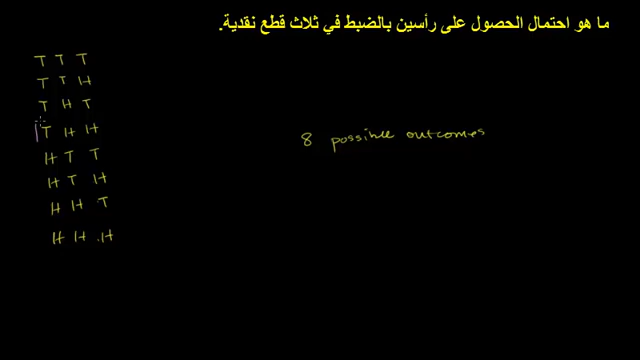 ما هو احتمال الحصول على رأسين بالضبط في ثلاث قطع نقدية.
T T T
T T H
T H T
T H H
H T T
H T H
H H T
H H H
8 possible outcomes